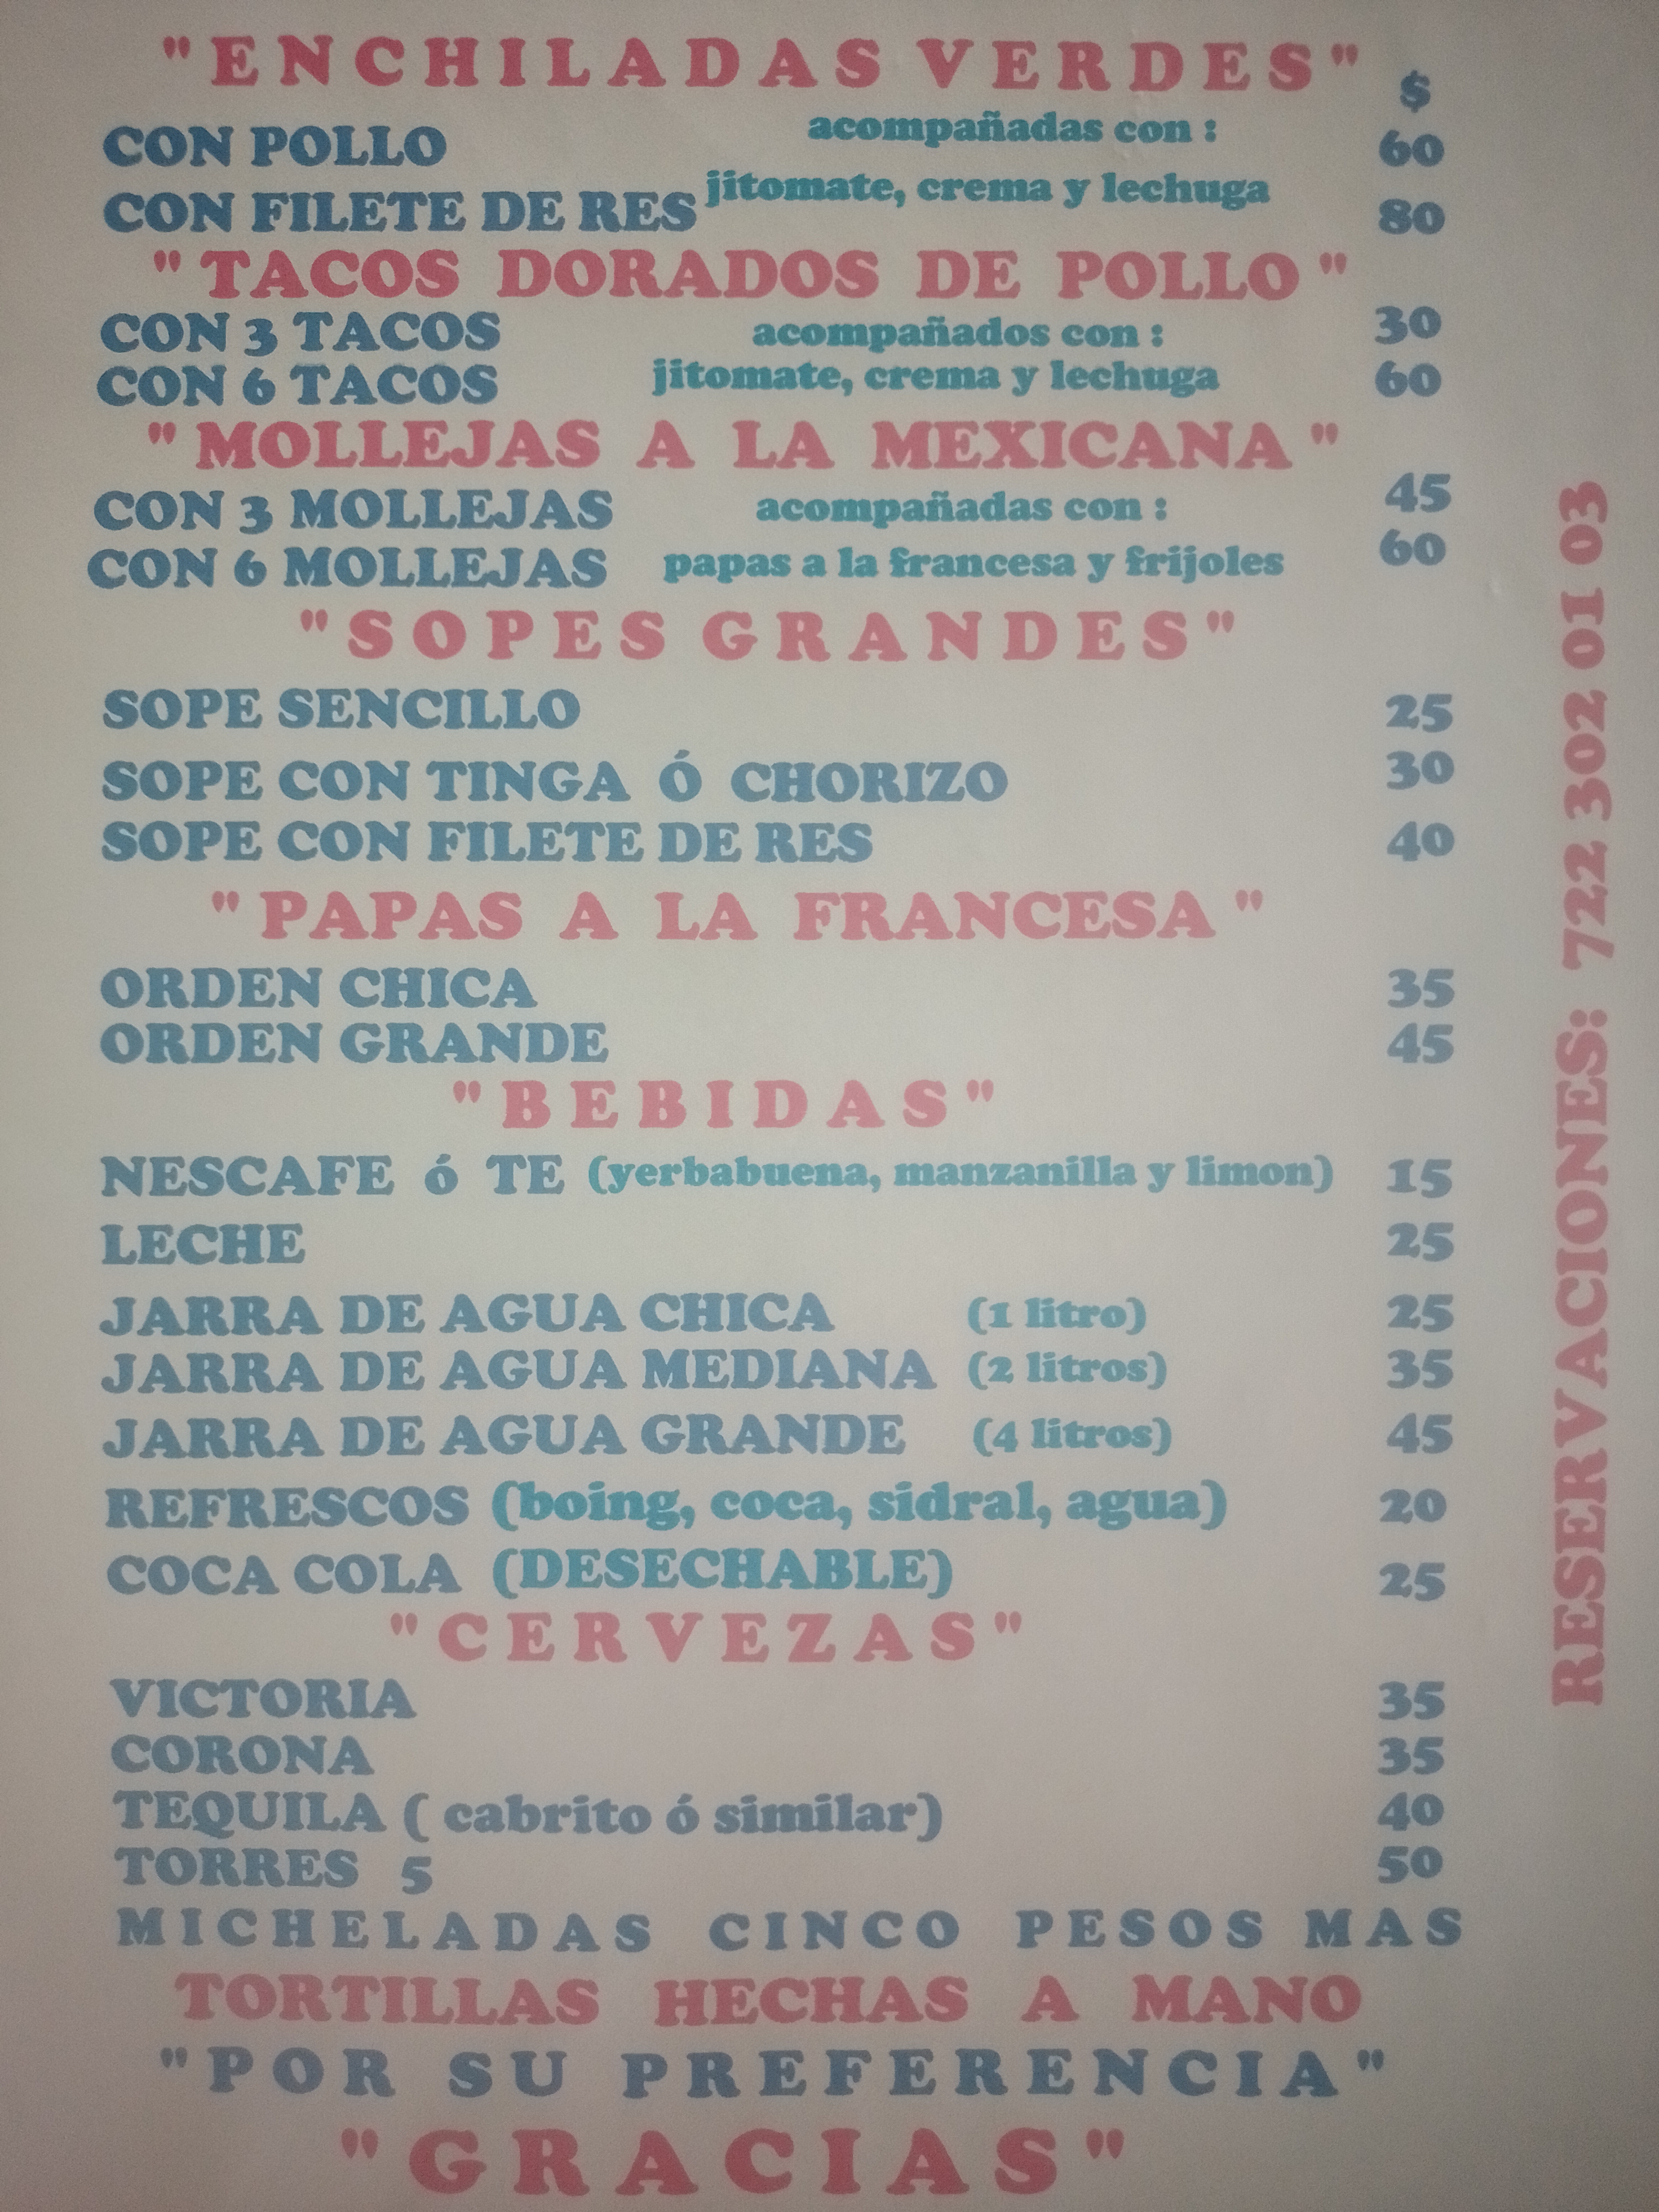 "ENCHILADAS VERDES"
$
CON POLLO acompañadas con : 60
CON FILETE DE RES jitomate, crema y lechuga 80
" TACOS DORADOS DE POLLO "
CON 3 TACOS acompañados con : 30
CON 6 TACOS jitomate, crema y lechuga 60
" MOLLEJAS A LA MEXICANA "
CON 3 MOLLEJAS acompañadas con : 45
CON 6 MOLLEJAS papas a la francesa y frijoles 60
"SOPES GRANDES"
SOPE SENCILLO 25
SOPE CON TINGA Ó CHORIZO 30
SOPE CON FILETE DE RES 40
" PAPAS A LA FRANCESA "
ORDEN CHICA 35
ORDEN GRANDE 45
"BEBIDAS"
NESCAFE ó TE (yerbabuena, manzanilla y limon) 15
LECHE 25
JARRA DE AGUA CHICA (1 litro) 25
JARRA DE AGUA MEDIANA (2 litros) 35
JARRA DE AGUA GRANDE (4 litros) 45
REFRESCOS (boing, coca, sidral, agua) 20
COCA COLA (DESECHABLE) 25
"CERVEZAS"
VICTORIA 35
CORONA 35
TEQUILA ( cabrito ó similar) 40
TORRES 5 50
MICHELADAS CINCO PESOS MAS
TORTILLAS HECHAS A MANO
"POR SU PREFERENCIA"
"GRACIAS"
RESERVACIONES: 722 302 01 03